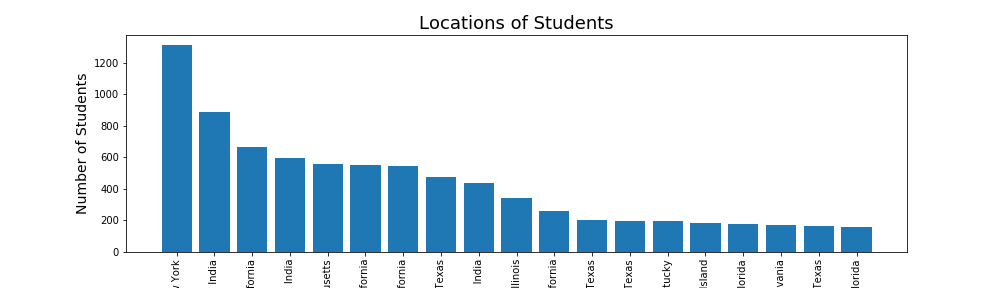 Locations of Students
Number of Students
1200
1000
800
600
400
200
0
York
India
fornia
India
usetts
fornia
fornia
Texas
India
Illinois
fornia
Texas
Texas
tucky
Island
lorida
vania
Texas
lorida